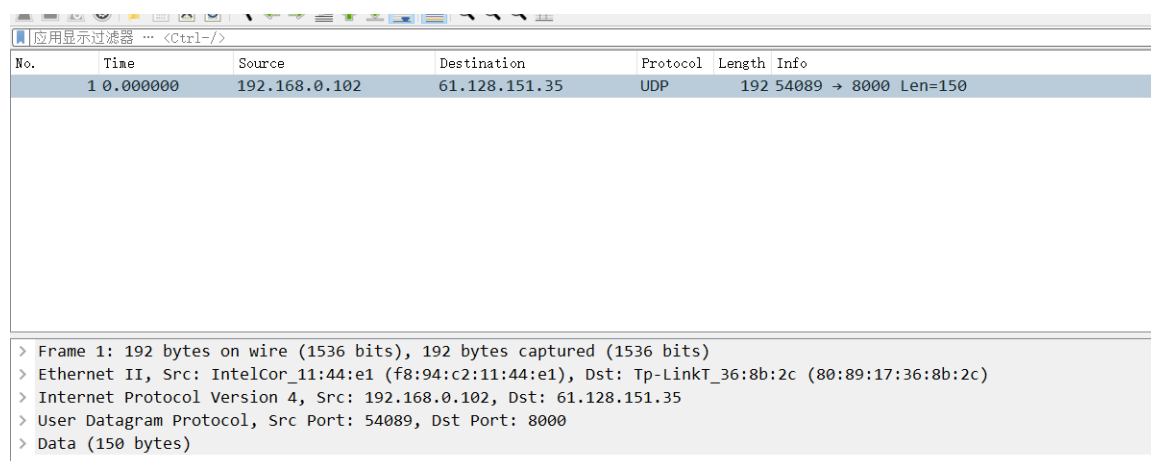 应用显示过滤器 … <Ctrl-/>
No. Time Source Destination Protocol Length Info
1 0.000000 192.168.0.102 61.128.151.35 UDP 192 54089 → 8000 Len=150
> Frame 1: 192 bytes on wire (1536 bits), 192 bytes captured (1536 bits)
> Ethernet II, Src: IntelCor_11:44:e1 (f8:94:c2:11:44:e1), Dst: Tp-LinkT_36:8b:2c (80:89:17:36:8b:2c)
> Internet Protocol Version 4, Src: 192.168.0.102, Dst: 61.128.151.35
> User Datagram Protocol, Src Port: 54089, Dst Port: 8000
> Data (150 bytes)